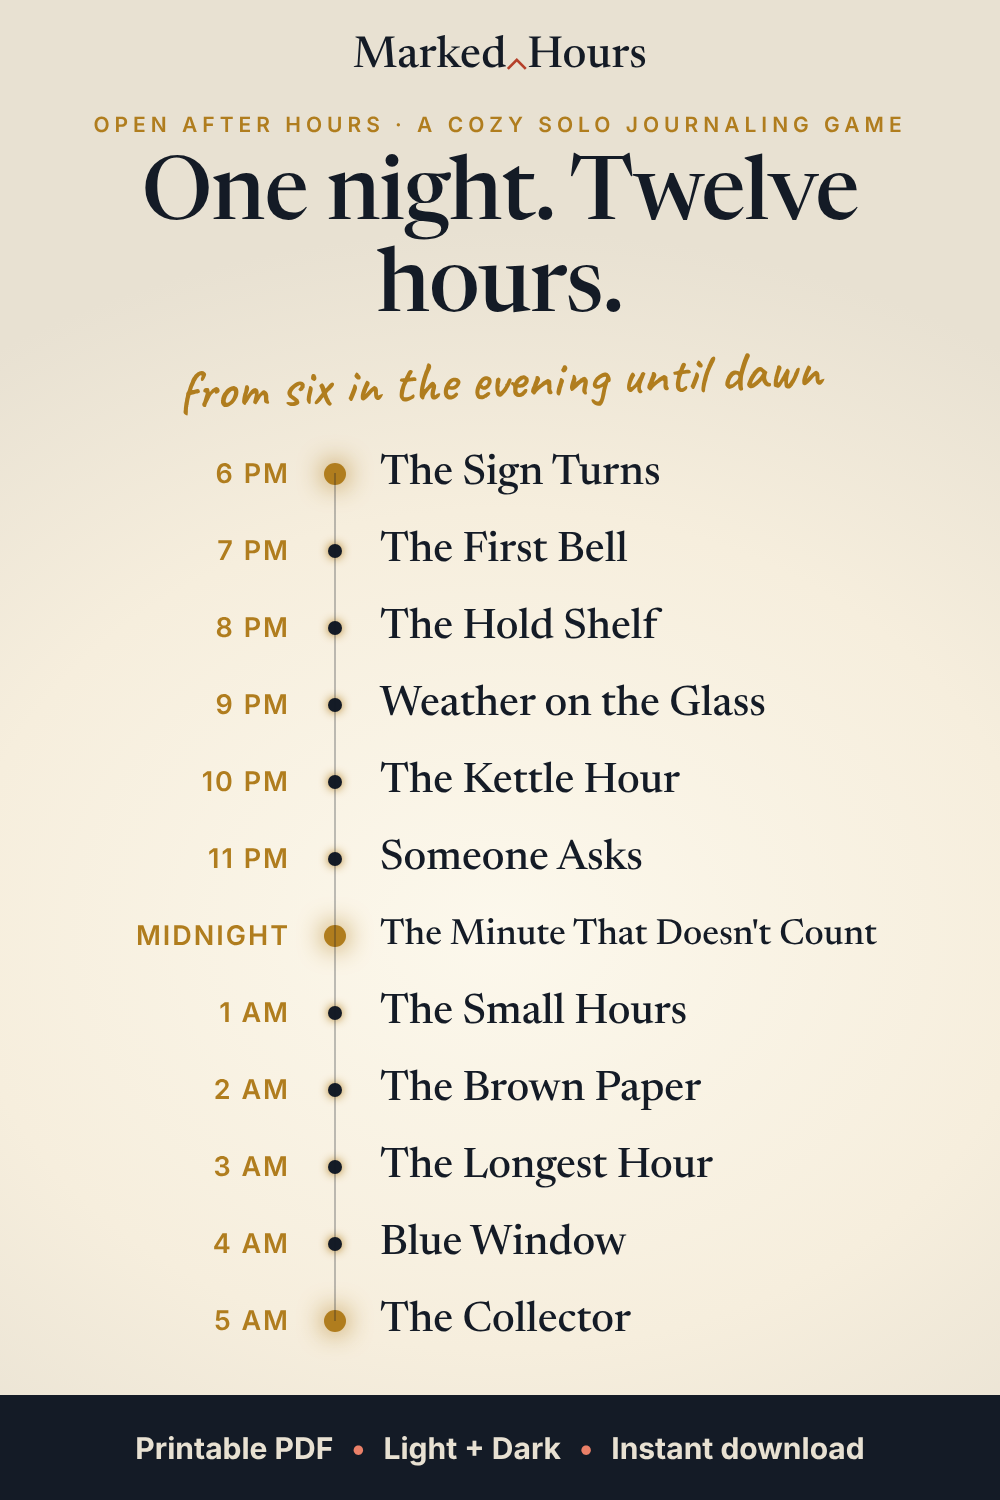 Marked‸Hours
OPEN AFTER HOURS · A COZY SOLO JOURNALING GAME
One night. Twelve
hours.
from six in the evening until dawn
6 PM The Sign Turns
7 PM The First Bell
8 PM The Hold Shelf
9 PM Weather on the Glass
10 PM The Kettle Hour
11 PM Someone Asks
MIDNIGHT The Minute That Doesn't Count
1 AM The Small Hours
2 AM The Brown Paper
3 AM The Longest Hour
4 AM Blue Window
5 AM The Collector
Printable PDF • Light + Dark • Instant download